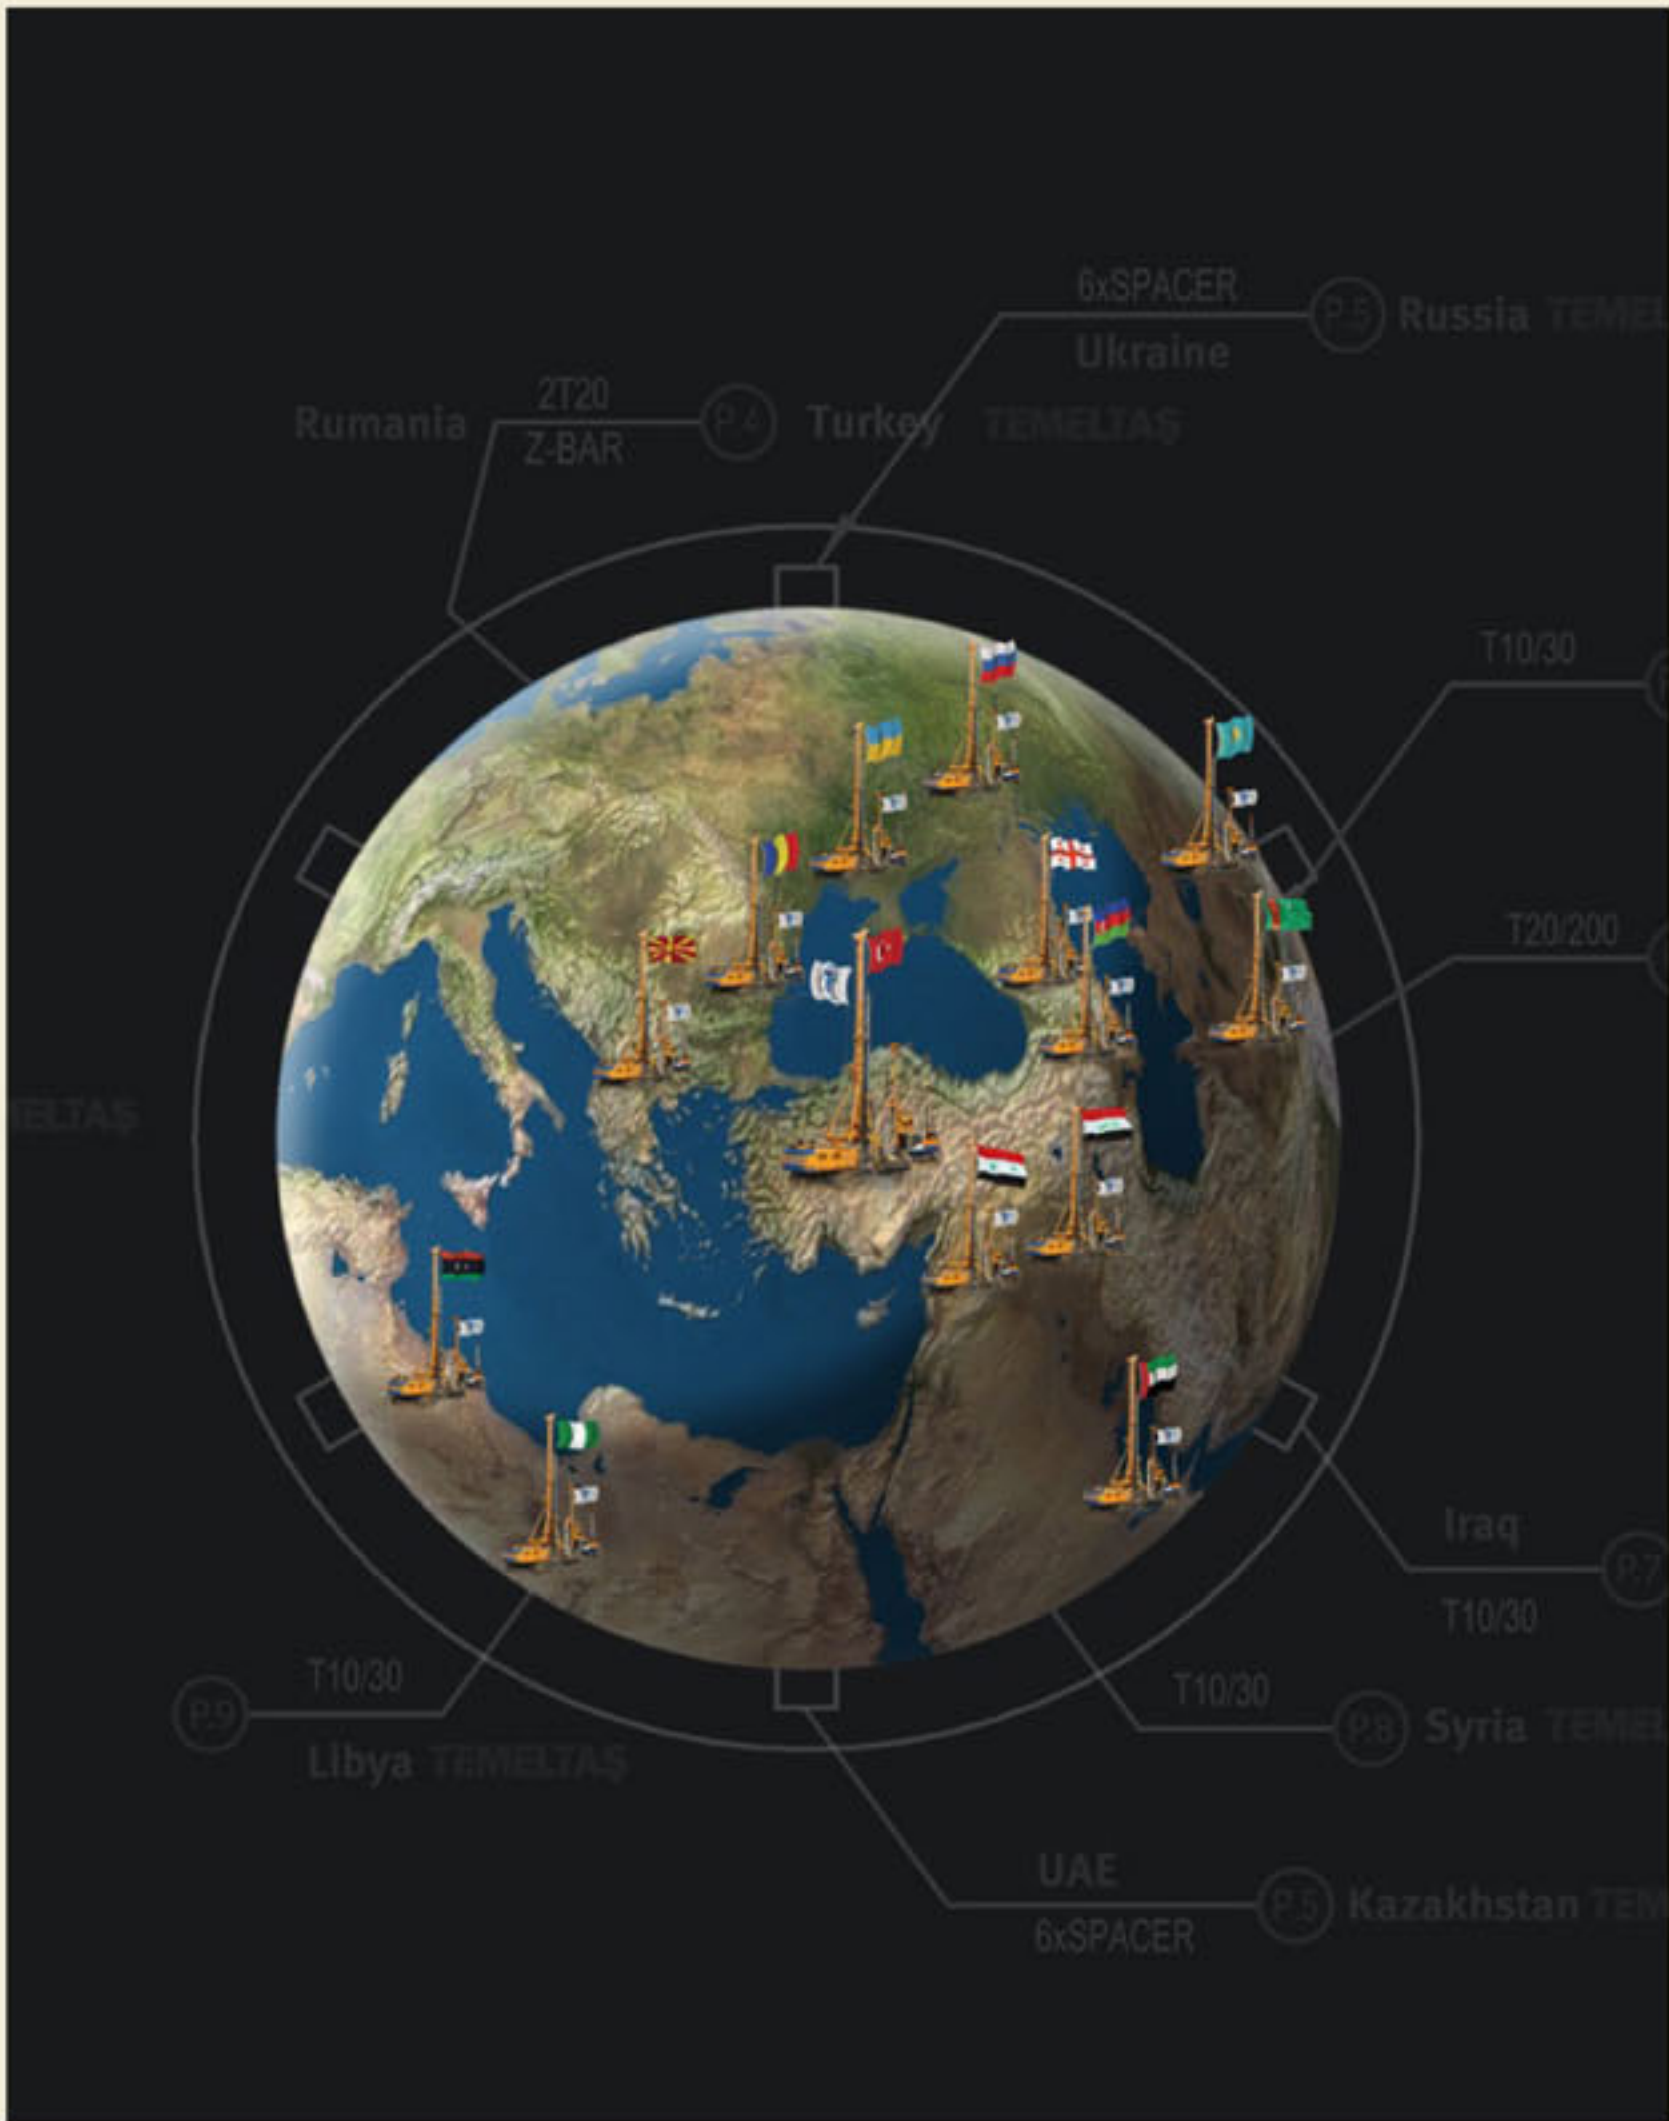 6xSPACER
P.5 Russia TEMEL
Ukraine
2T20
Rumania
P.4 Turkey TEMELTAŞ
Z-BAR
T10/30
T20/200
MELTAŞ
Iraq
P.7
T10/30
T10/30
P.9
Libya TEMELTAŞ
T10/30
P.8 Syria TEMEL
UAE
P.5 Kazakhstan TEM
6xSPACER